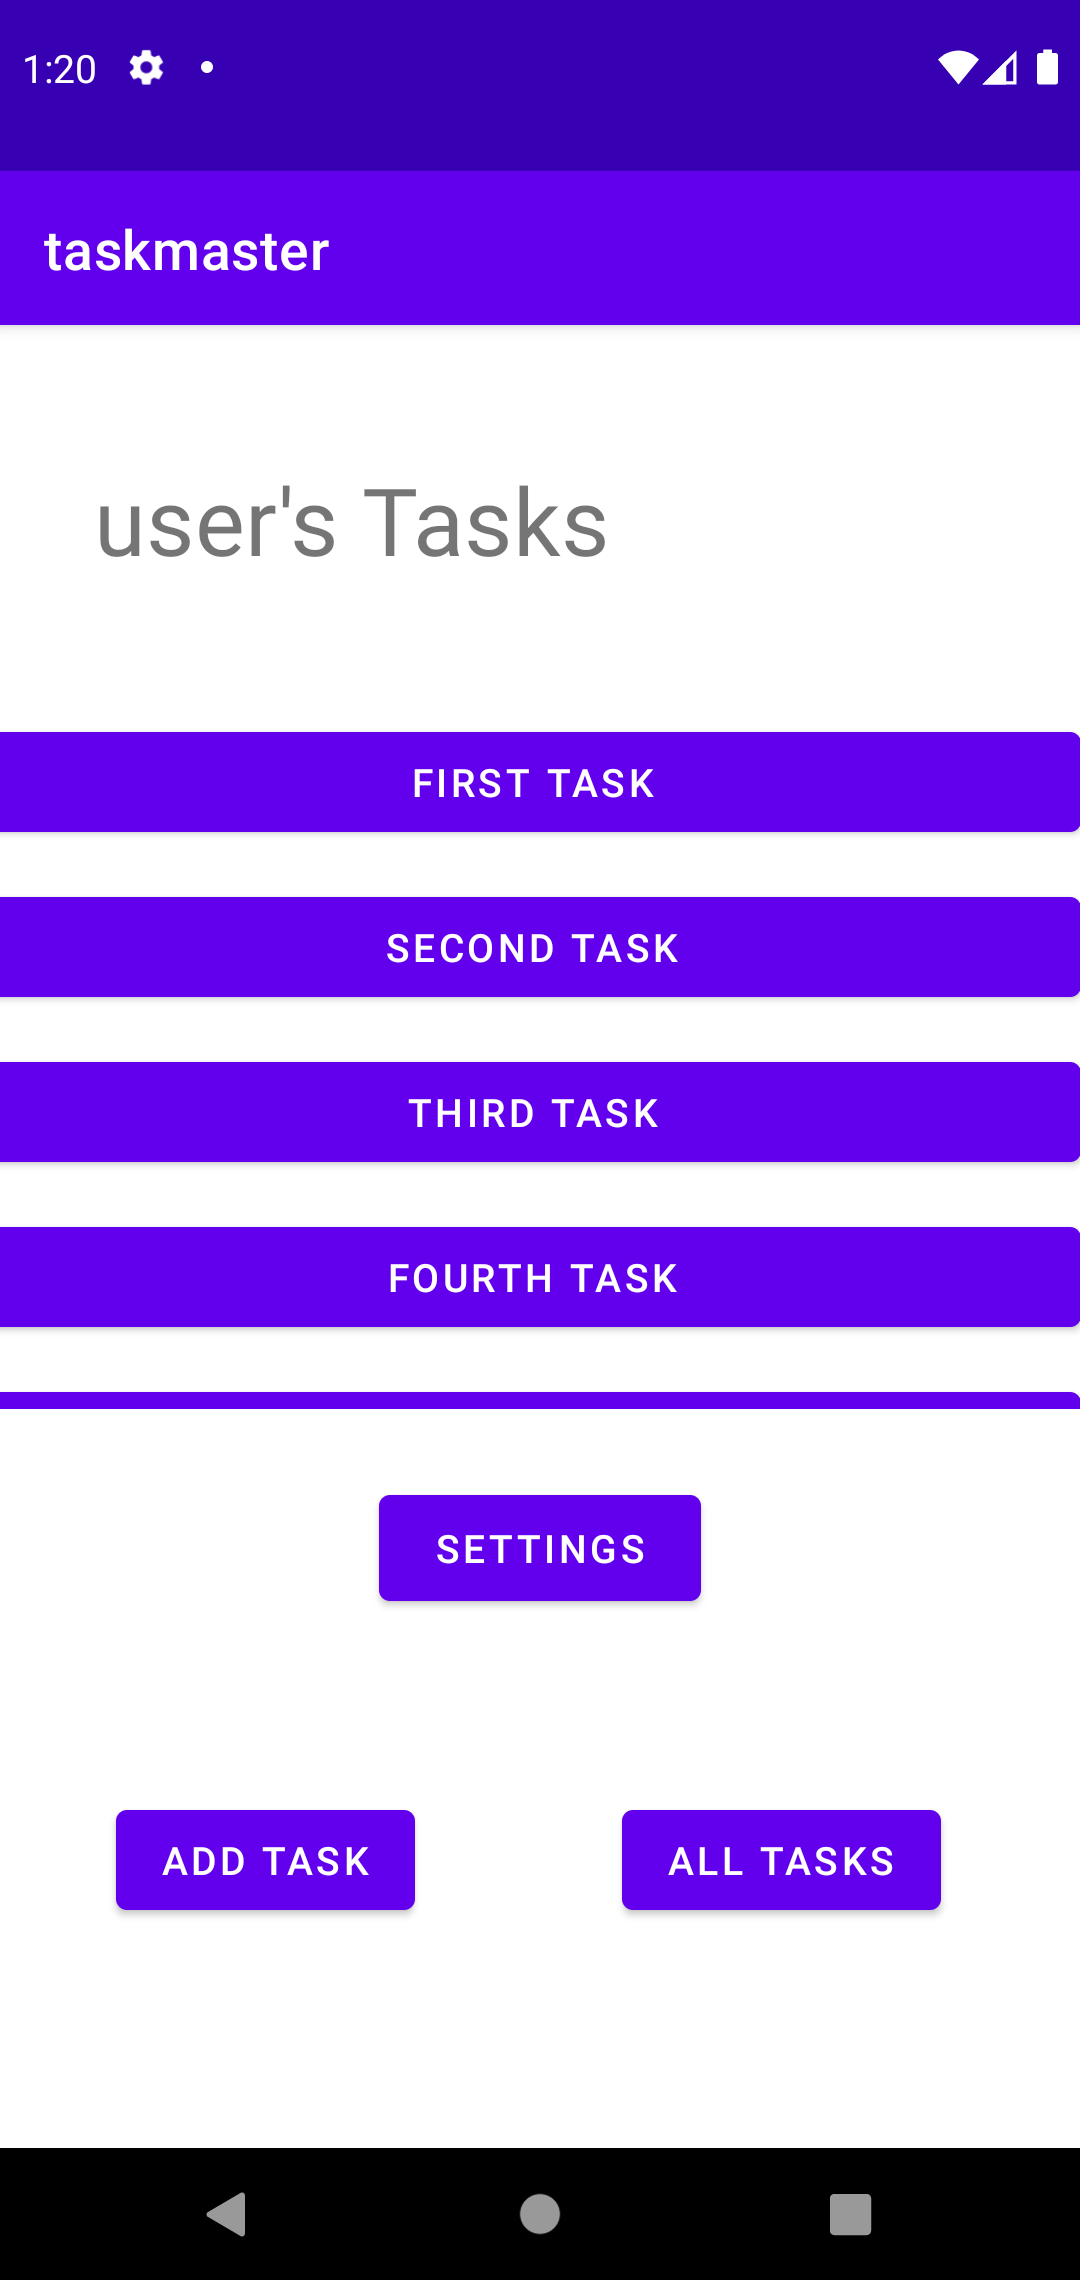 1:20
taskmaster
user's Tasks
FIRST TASK
SECOND TASK
THIRD TASK
FOURTH TASK
SETTINGS
ADD TASK
ALL TASKS